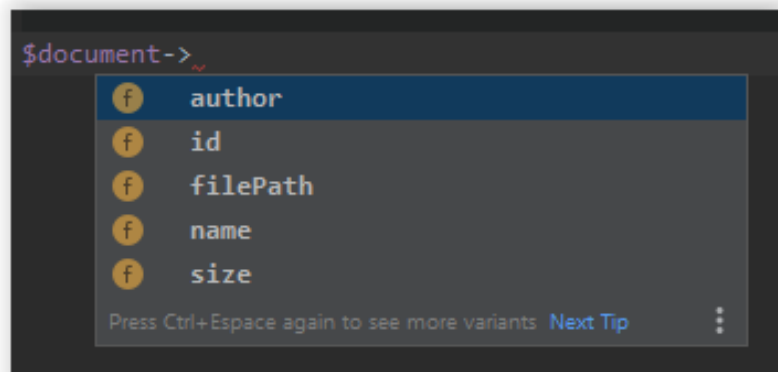 $document->
f author
f id
f filePath
f name
f size
Press Ctrl+Espace again to see more variants Next Tip